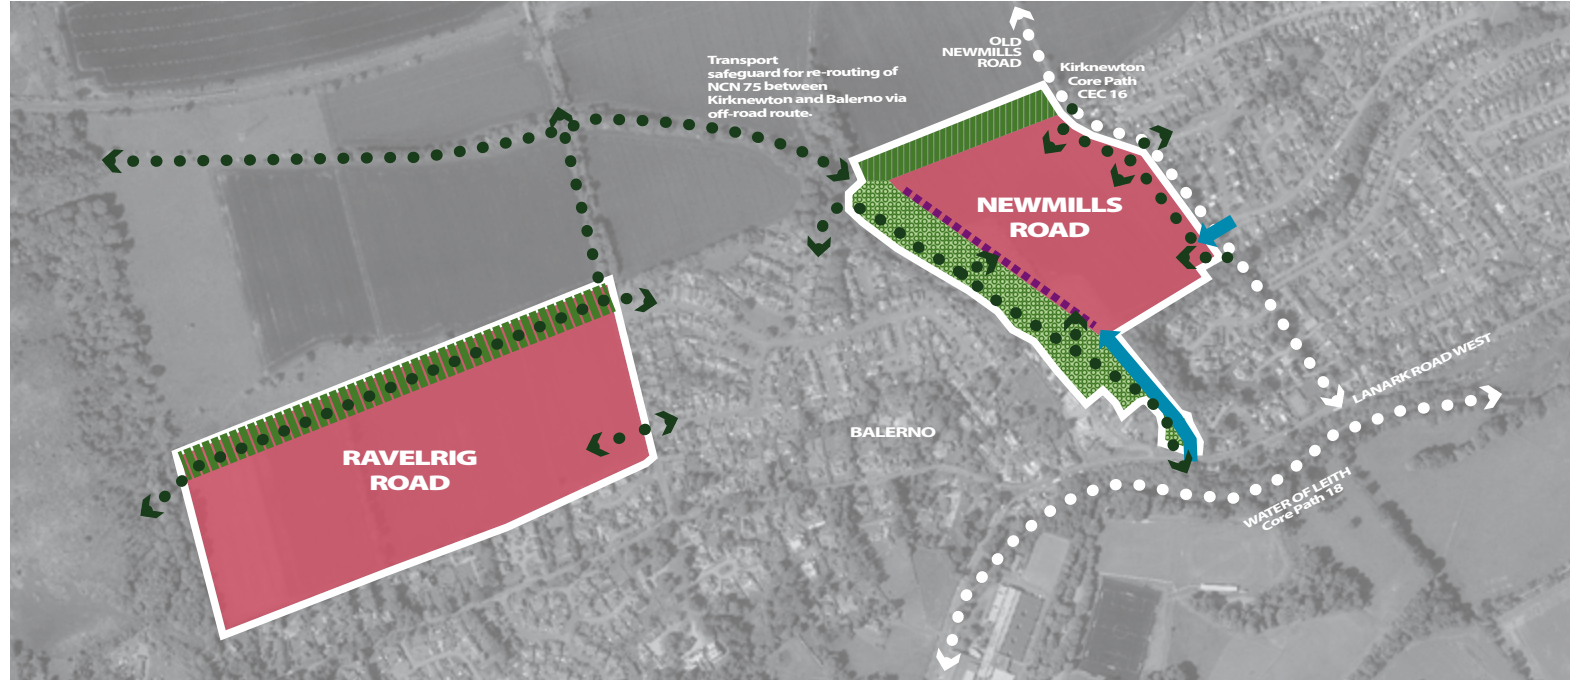 OLD
NEWMILLS
ROAD
Transport
safeguard for re-routing of
NCN 75 between
Kirknewton and Balerno via
off-road route.
Kirknewton
Core Path
CEC 16
NEWMILLS
ROAD
LANARK ROAD WEST
BALERNO
RAVELRIG
ROAD
WATER OF LEITH
Core Path 18